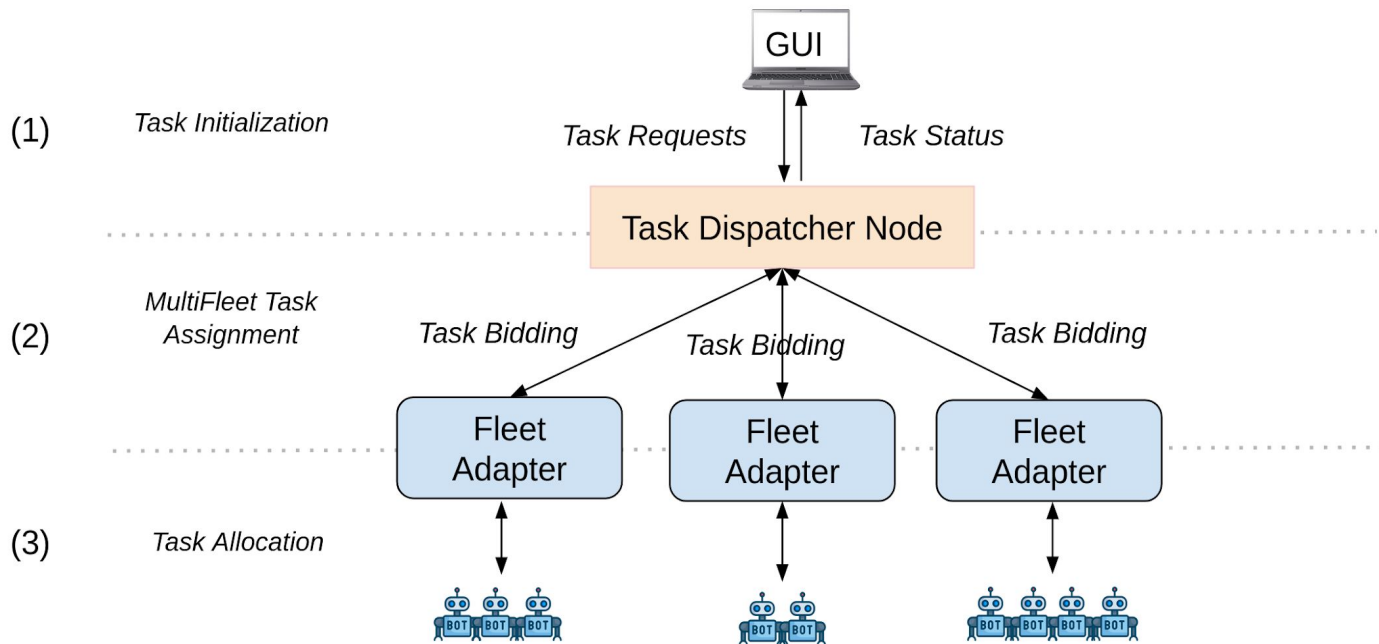 GUI
(1)
Task Initialization
Task Requests
Task Status
Task Dispatcher Node
(2)
MultiFleet Task
Assignment
Task Bidding
Task Bidding
Task Bidding
Fleet
Adapter
Fleet
Adapter
Fleet
Adapter
(3)
Task Allocation
BOT
BOT
BOT
BOT
BOT
BOT
BOT
BOT
BOT